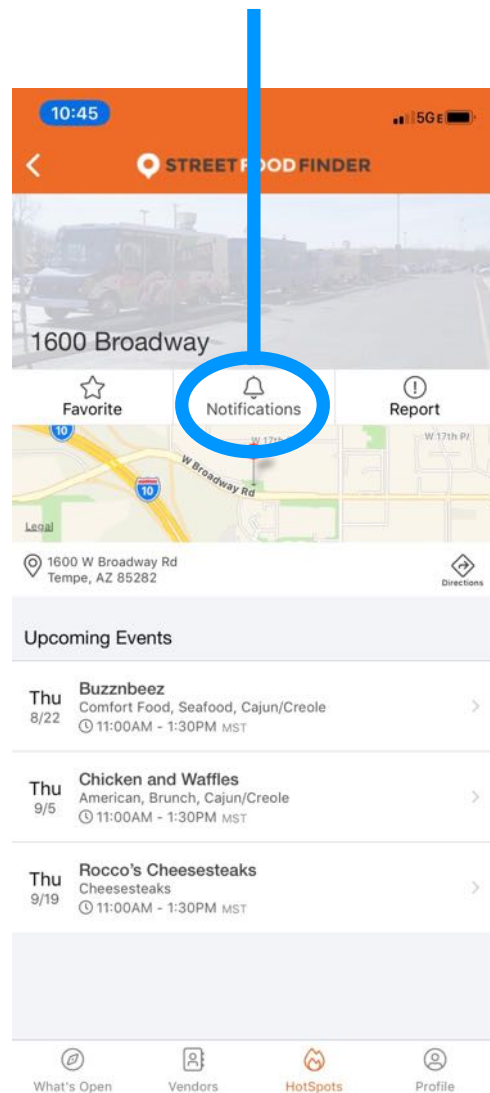 10:45
5G E
STREET FOOD FINDER
1600 Broadway
Favorite
Notifications
Report
10
W 17th P
W 17th Pl
W Broadway Rd
10
Legal
1600 W Broadway Rd
Tempe, AZ 85282
Directions
Upcoming Events
Thu
8/22
Buzznbeez
Comfort Food, Seafood, Cajun/Creole
11:00AM - 1:30PM MST
Thu
9/5
Chicken and Waffles
American, Brunch, Cajun/Creole
11:00AM - 1:30PM MST
Thu
9/19
Rocco's Cheesesteaks
Cheesesteaks
11:00AM - 1:30PM MST
What's Open
Vendors
HotSpots
Profile